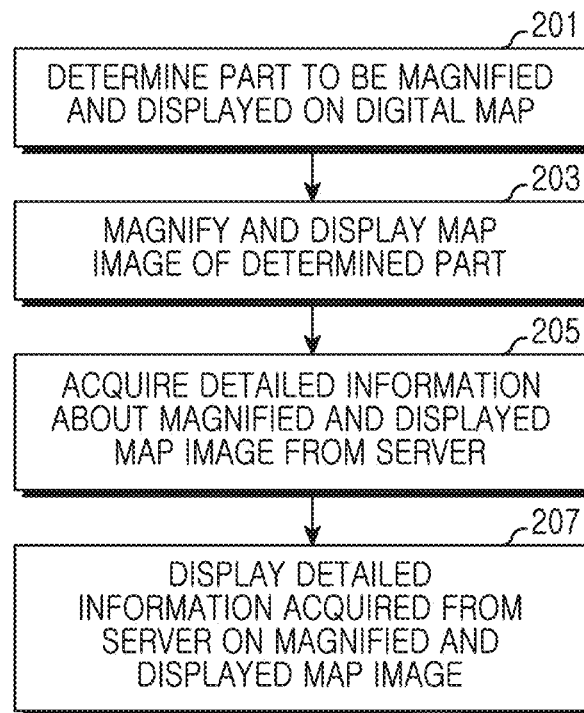 201
DETERMINE PART TO BE MAGNIFIED
AND DISPLAYED ON DIGITAL MAP
203
MAGNIFY AND DISPLAY MAP
IMAGE OF DETERMINED PART
205
ACQUIRE DETAILED INFORMATION
ABOUT MAGNIFIED AND DISPLAYED
MAP IMAGE FROM SERVER
207
DISPLAY DETAILED
INFORMATION ACQUIRED FROM
SERVER ON MAGNIFIED AND
DISPLAYED MAP IMAGE